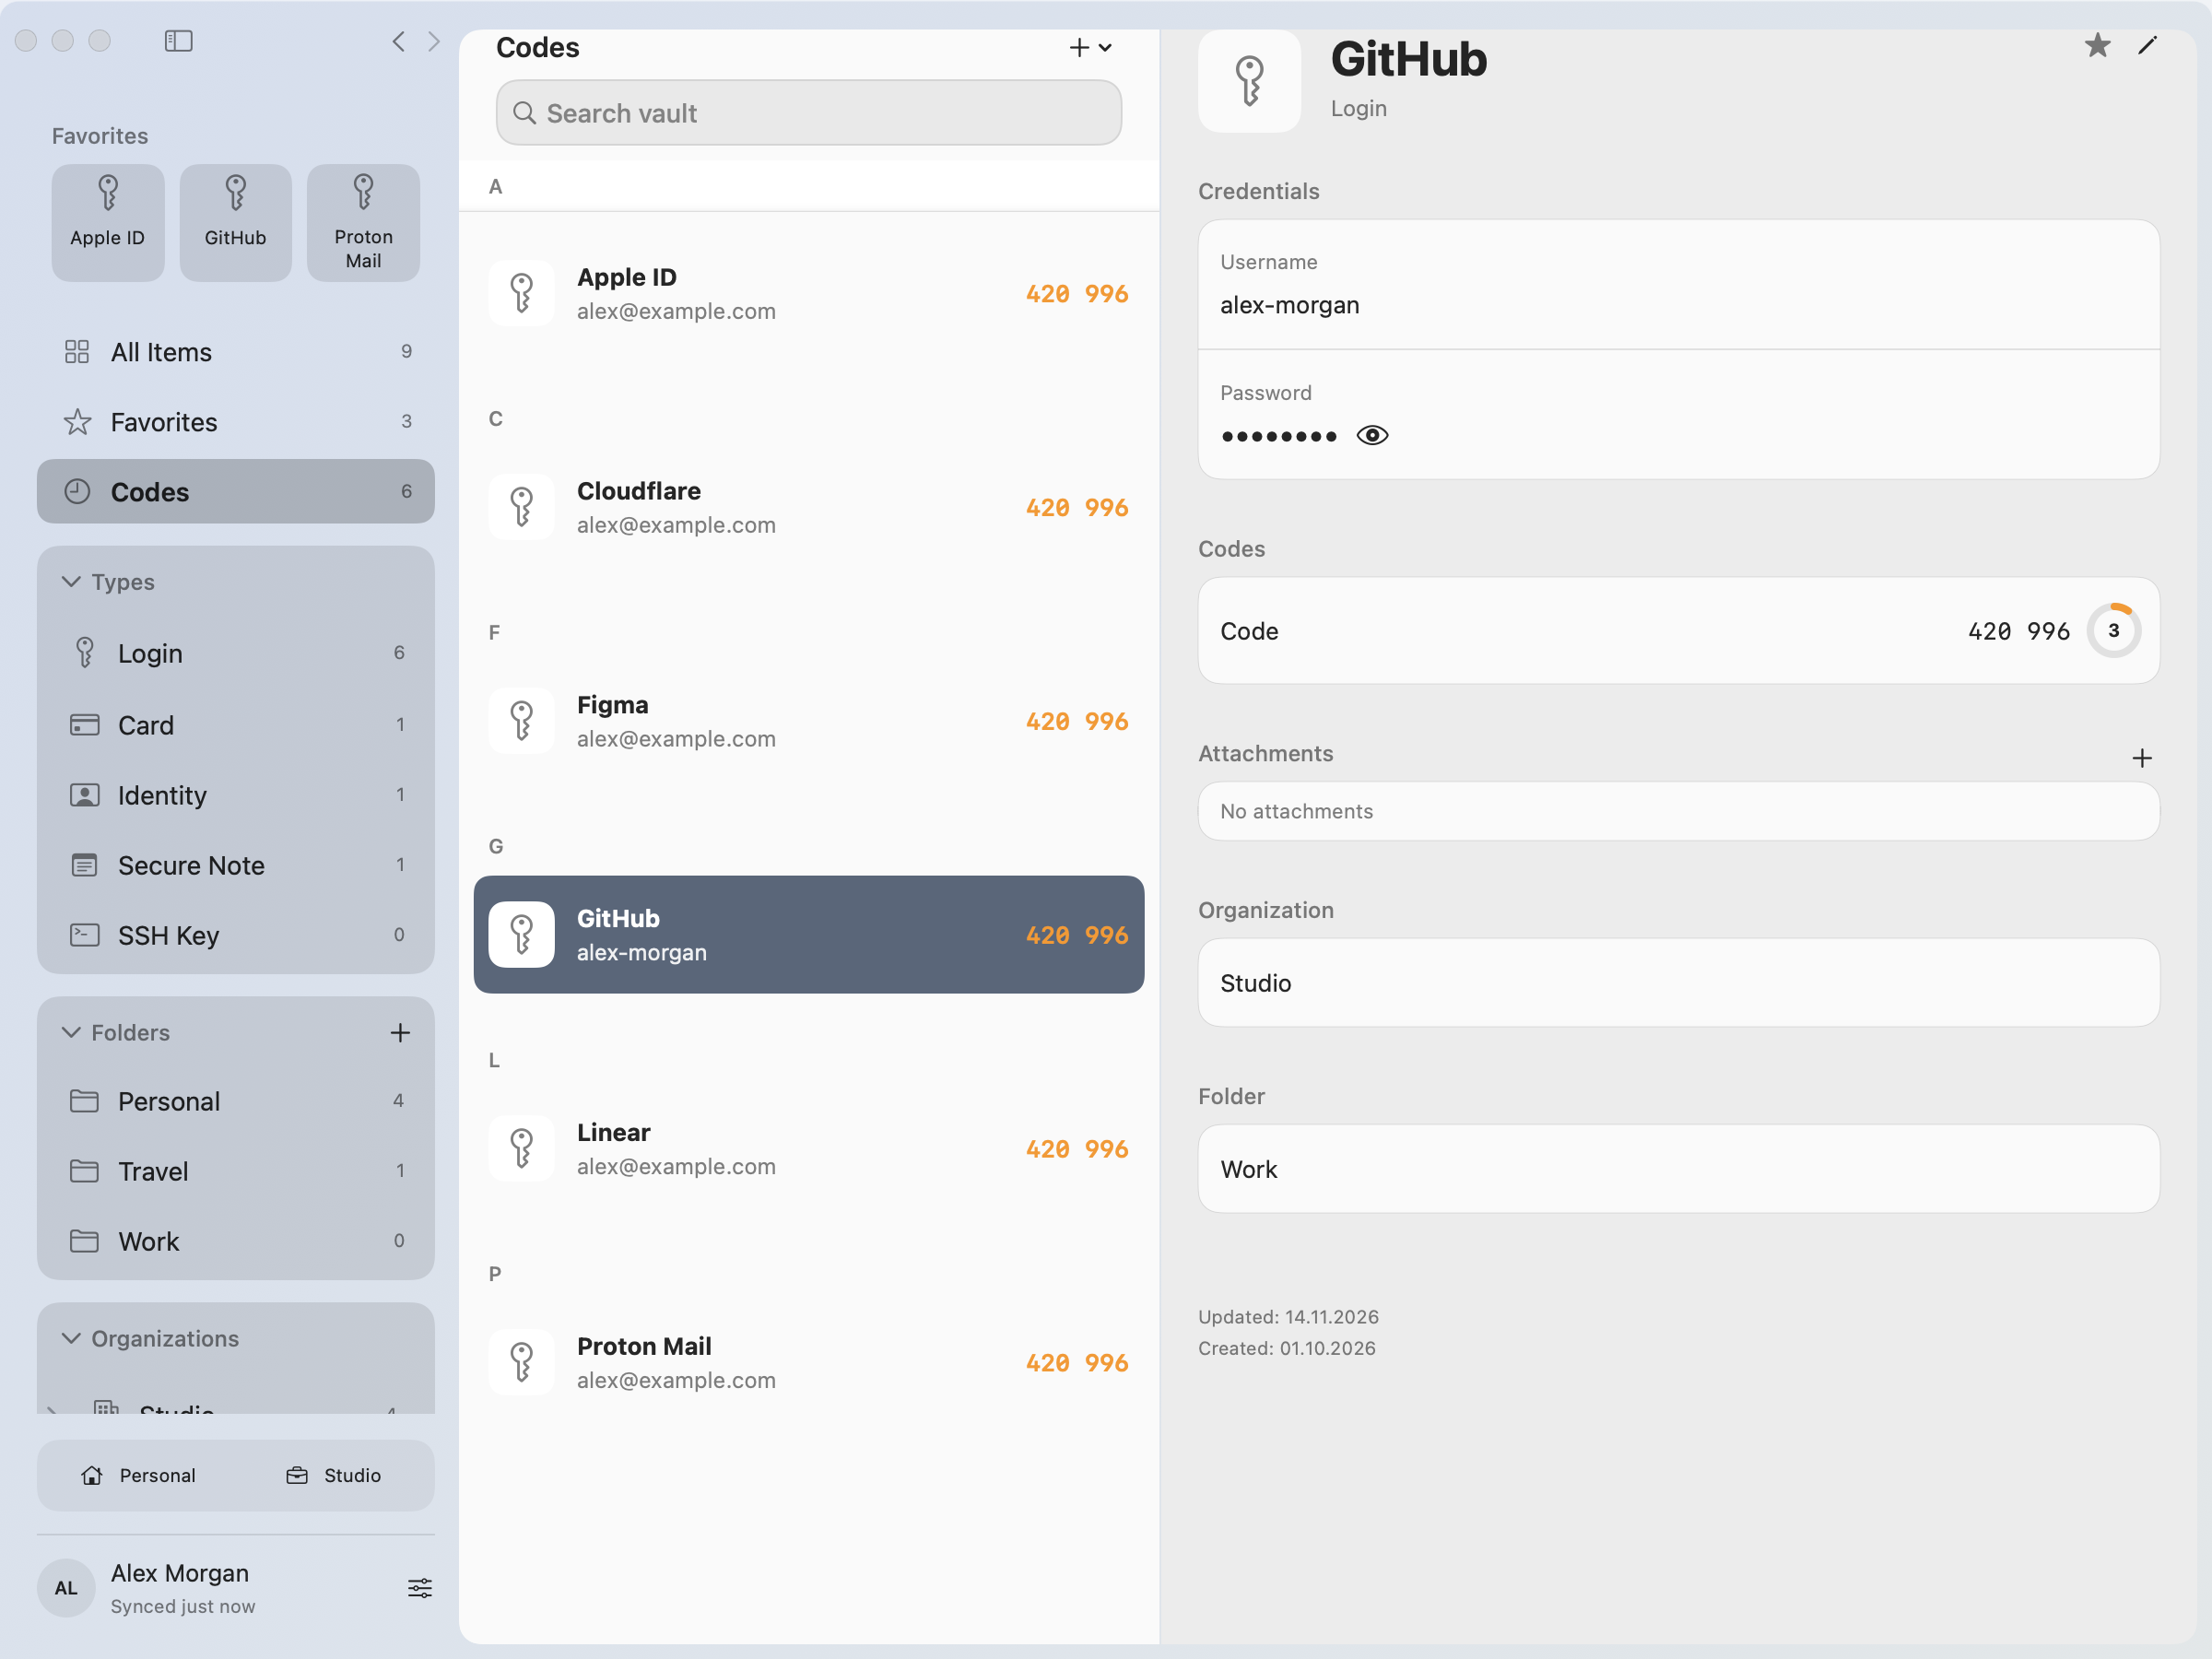 Favorites
Apple ID
GitHub
Proton
Mail
All Items 9
Favorites 3
Codes 6
Types
Login 6
Card 1
Identity 1
Secure Note 1
SSH Key 0
Folders
Personal 4
Travel 1
Work 0
Organizations
Studio 4
Personal Studio
AL
Alex Morgan
Synced just now
Codes
Search vault
A
Apple ID
alex@example.com
420 996
C
Cloudflare
alex@example.com
420 996
F
Figma
alex@example.com
420 996
G
GitHub
alex-morgan
420 996
L
Linear
alex@example.com
420 996
P
Proton Mail
alex@example.com
420 996
GitHub
Login
Credentials
Username
alex-morgan
Password
••••••••
Codes
Code 420 996 3
Attachments
No attachments
Organization
Studio
Folder
Work
Updated: 14.11.2026
Created: 01.10.2026